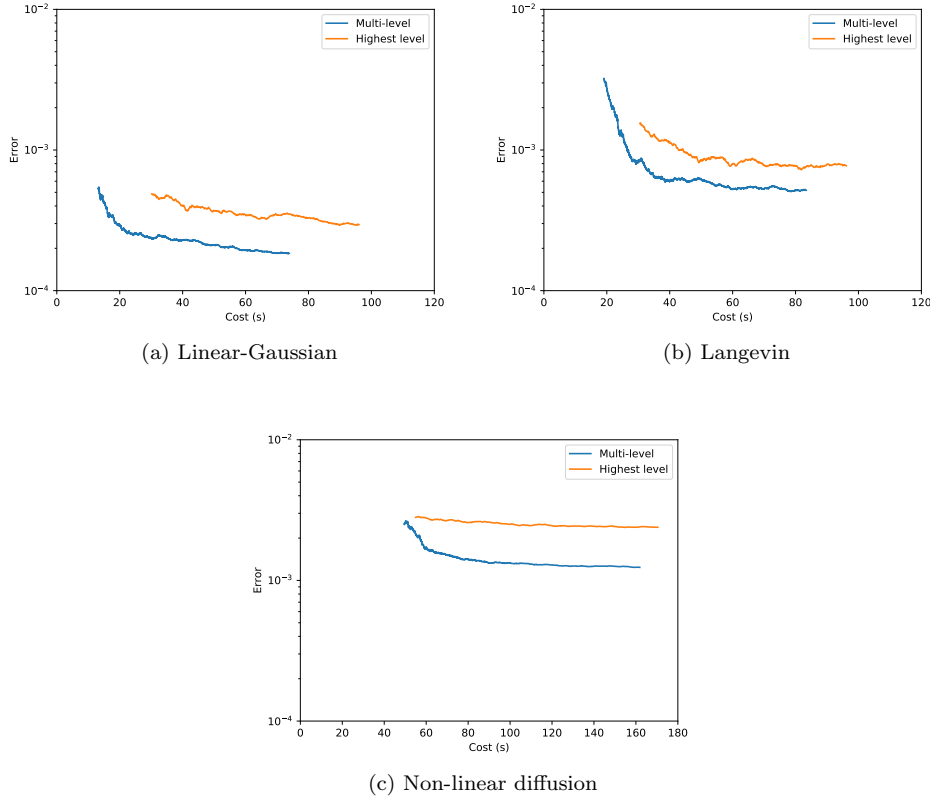 10⁻²
10⁻³
10⁻⁴
Error
0 20 40 60 80 100 120
Cost (s)
Multi-level
Highest level
(a) Linear-Gaussian
10⁻²
10⁻³
10⁻⁴
Error
0 20 40 60 80 100 120
Cost (s)
Multi-level
Highest level
(b) Langevin
10⁻²
10⁻³
10⁻⁴
Error
0 20 40 60 80 100 120 140 160 180
Cost (s)
Multi-level
Highest level
(c) Non-linear diffusion